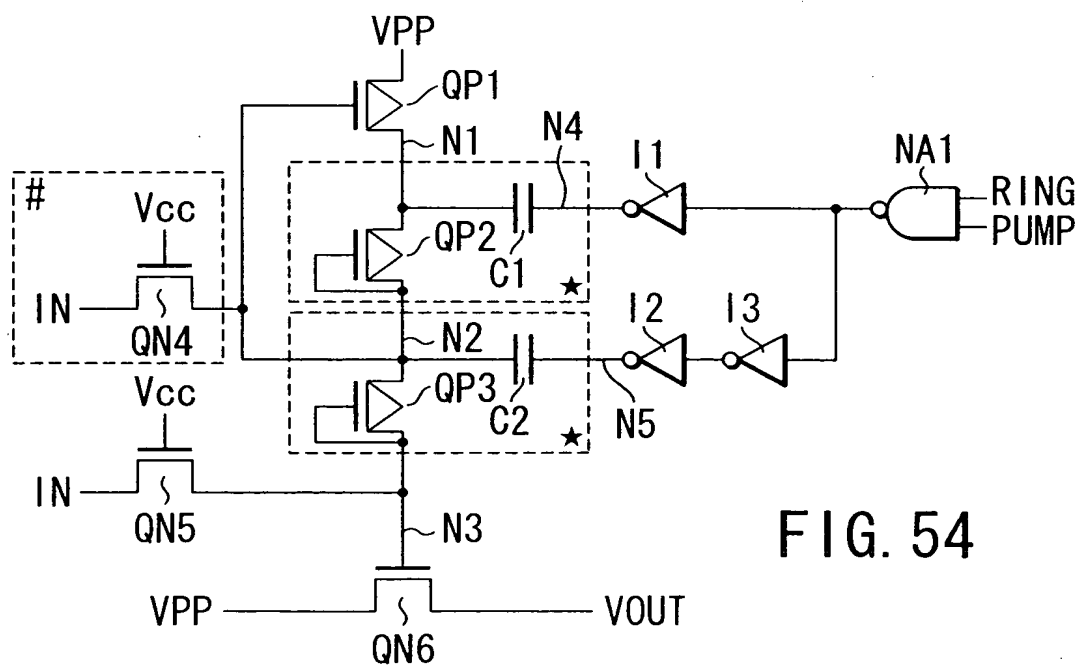 VPP
QP1
N1
N4
I1
NA1
RING
PUMP
#
Vcc
IN
QN4
QP2
C1
★
N2
I2
I3
QP3
C2
N5
★
Vcc
IN
QN5
N3
FIG. 54
VPP
VOUT
QN6